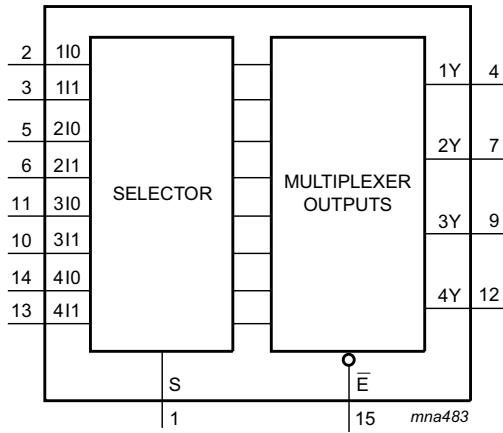 2 1I0
3 1I1
5 2I0
6 2I1
11 3I0
10 3I1
14 4I0
13 4I1
SELECTOR
MULTIPLEXER
OUTPUTS
1Y 4
2Y 7
3Y 9
4Y 12
S
1
E̅
15
mna483